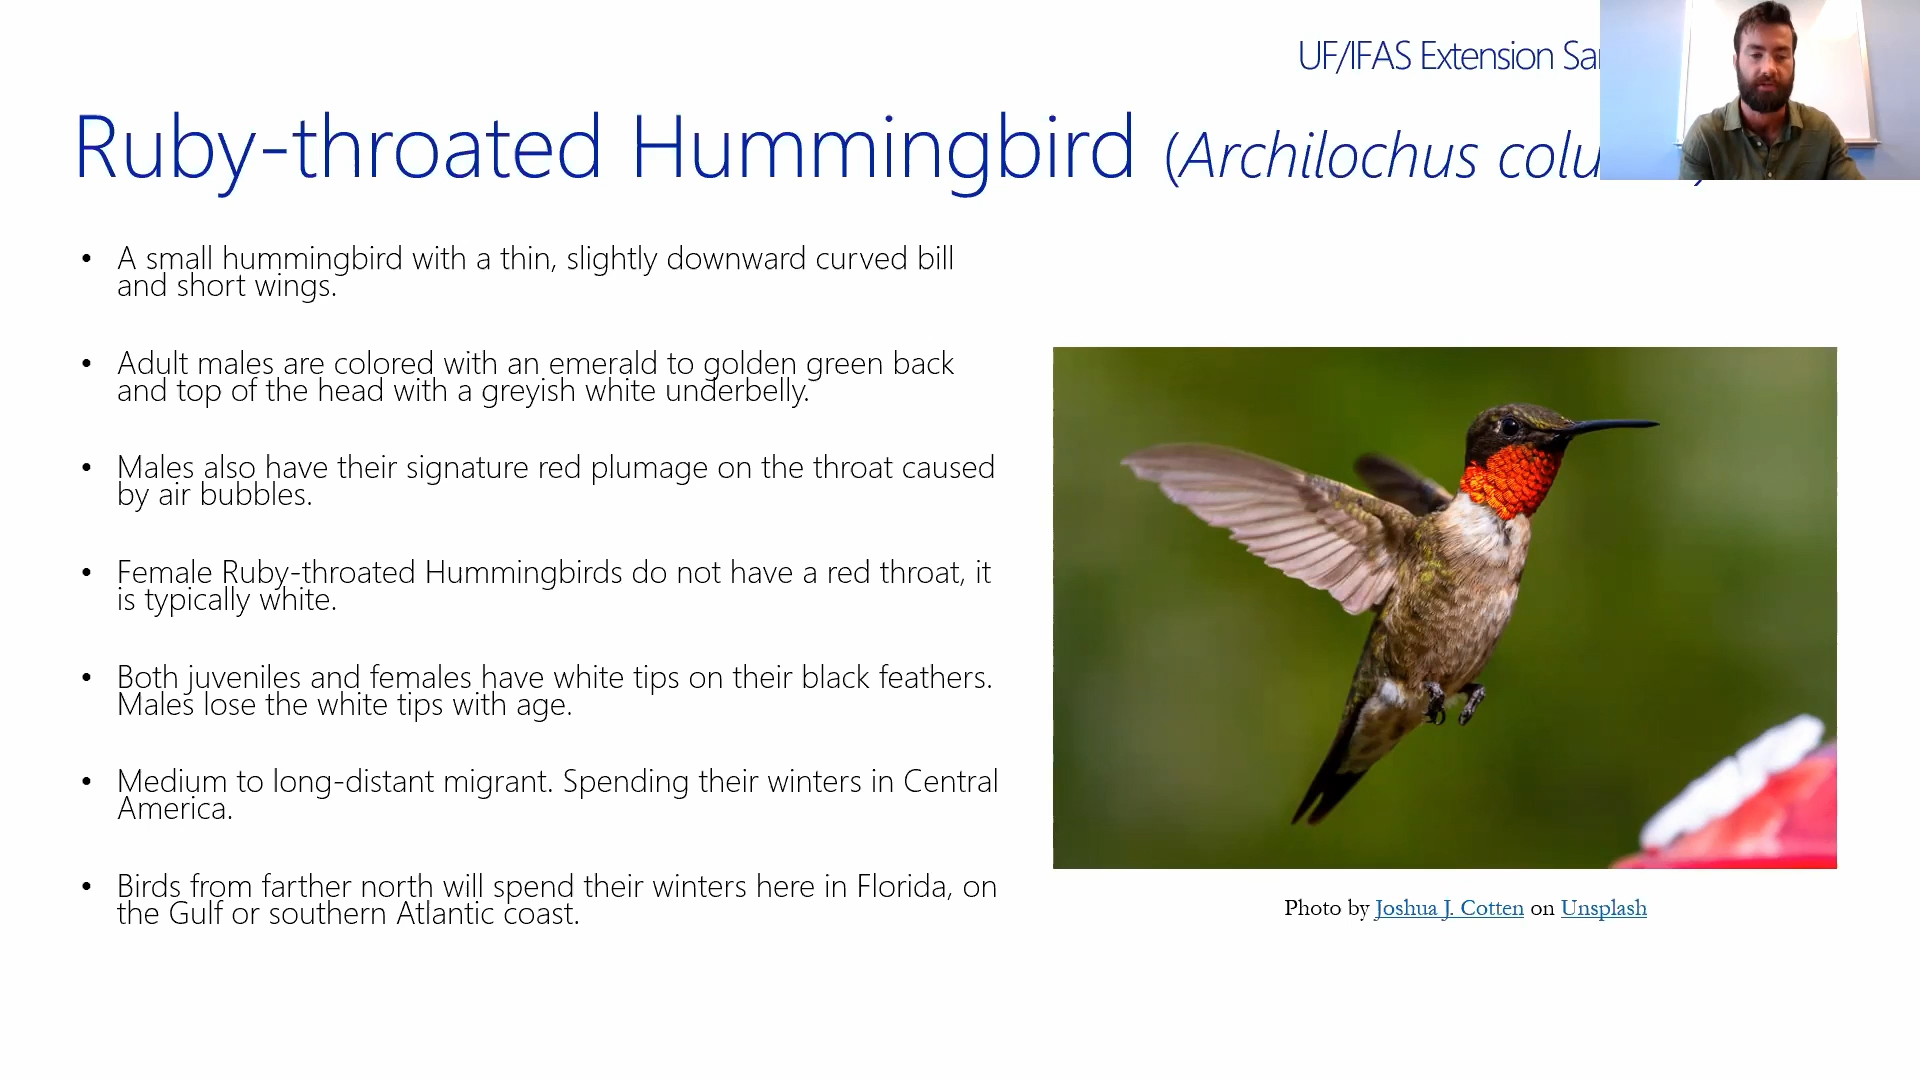 UF/IFAS Extension
Ruby-throated Hummingbird (Archilochus
• A small hummingbird with a thin, slightly downward curved bill
and short wings.
• Adult males are colored with an emerald to golden green back
and top of the head with a greyish white underbelly.
• Males also have their signature red plumage on the throat caused
by air bubbles.
• Female Ruby-throated Hummingbirds do not have a red throat, it
is typically white.
• Both juveniles and females have white tips on their black feathers.
Males lose the white tips with age.
• Medium to long-distant migrant. Spending their winters in Central
America.
• Birds from farther north will spend their winters here in Florida, on
the Gulf or southern Atlantic coast.
Photo by Joshua J. Cotten on Unsplash